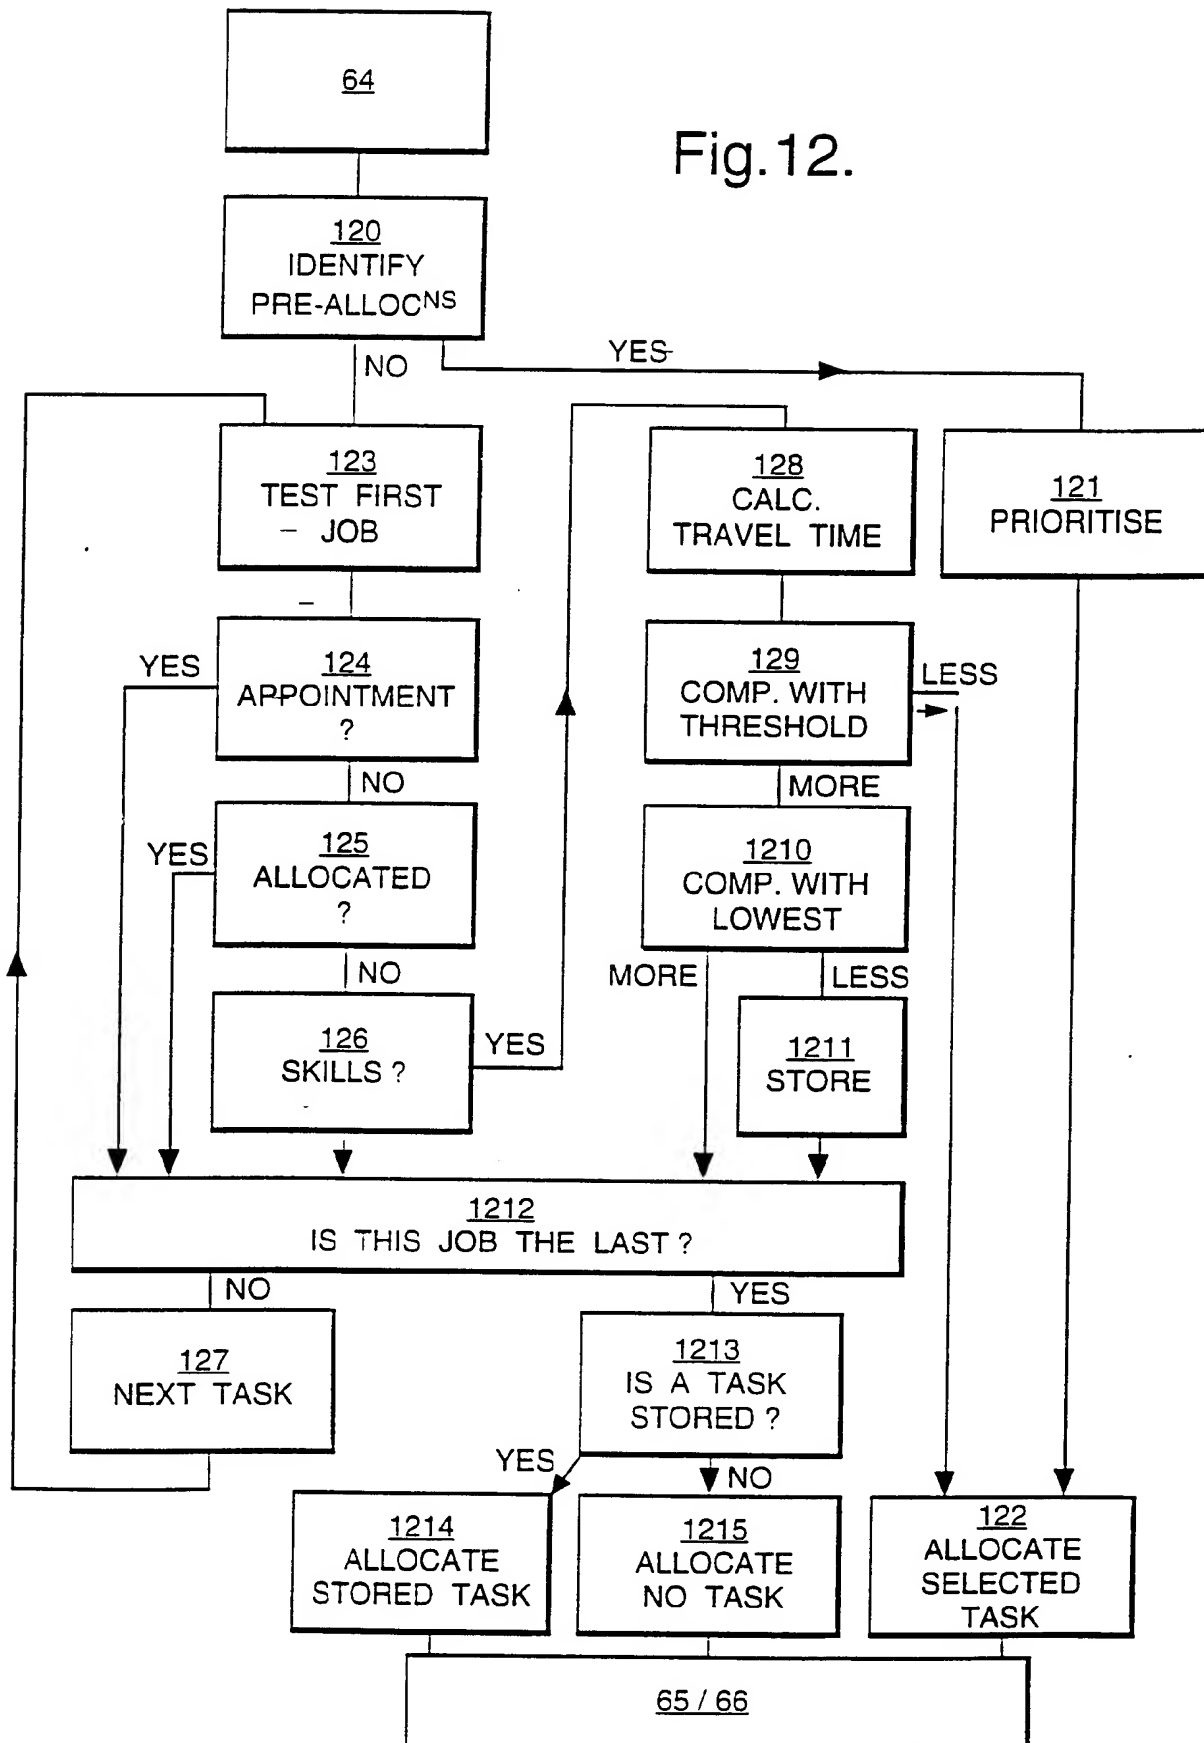 64
Fig.12.
120
IDENTIFY
PRE-ALLOCNS
NO
YES
123
TEST FIRST
JOB
128
CALC.
TRAVEL TIME
121
PRIORITISE
YES
124
APPOINTMENT
?
129
COMP. WITH
THRESHOLD
LESS
NO
MORE
YES
125
ALLOCATED
?
1210
COMP. WITH
LOWEST
NO
MORE
LESS
126
SKILLS ?
YES
1211
STORE
1212
IS THIS JOB THE LAST ?
NO
YES
127
NEXT TASK
1213
IS A TASK
STORED ?
YES
NO
1214
ALLOCATE
STORED TASK
1215
ALLOCATE
NO TASK
122
ALLOCATE
SELECTED
TASK
65 / 66